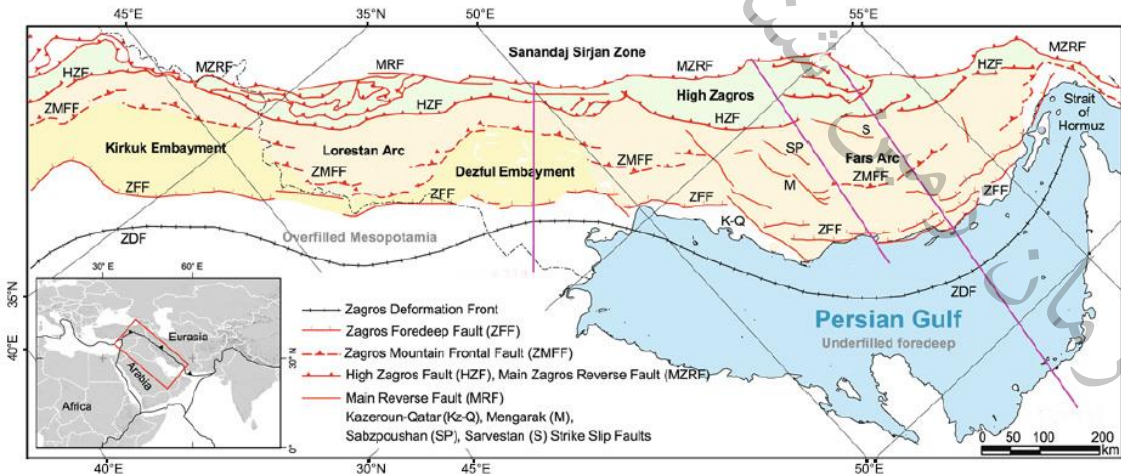 45°E 35°N 50°E 55°E
Sanandaj Sirjan Zone
MZRF MRF MZRF MZRF
HZF HZF HZF HZF
High Zagros
Strait
of
Hormuz
ZMFF
Kirkuk Embayment
Lorestan Arc
ZMFF
Dezful Embayment
ZMFF
SP
S
M
Fars Arc
ZMFF
ZFF ZFF ZFF ZFF ZFF
K-Q
ZDF
Overfilled Mesopotamia
ZDF
Persian Gulf
Underfilled foredeep
35°N
40°E
30° E 60° E
Eurasia
Arabia
Africa
30° N
0°
Zagros Deformation Front
Zagros Foredeep Fault (ZFF)
Zagros Mountain Frontal Fault (ZMFF)
High Zagros Fault (HZF), Main Zagros Reverse Fault (MZRF)
Main Reverse Fault (MRF)
Kazeroun-Qatar(Kz-Q), Mengarak (M),
Sabzpoushan (SP), Sarvestan (S) Strike Slip Faults
0 50 100 200
km
40°E 30°N 45°E 50°E